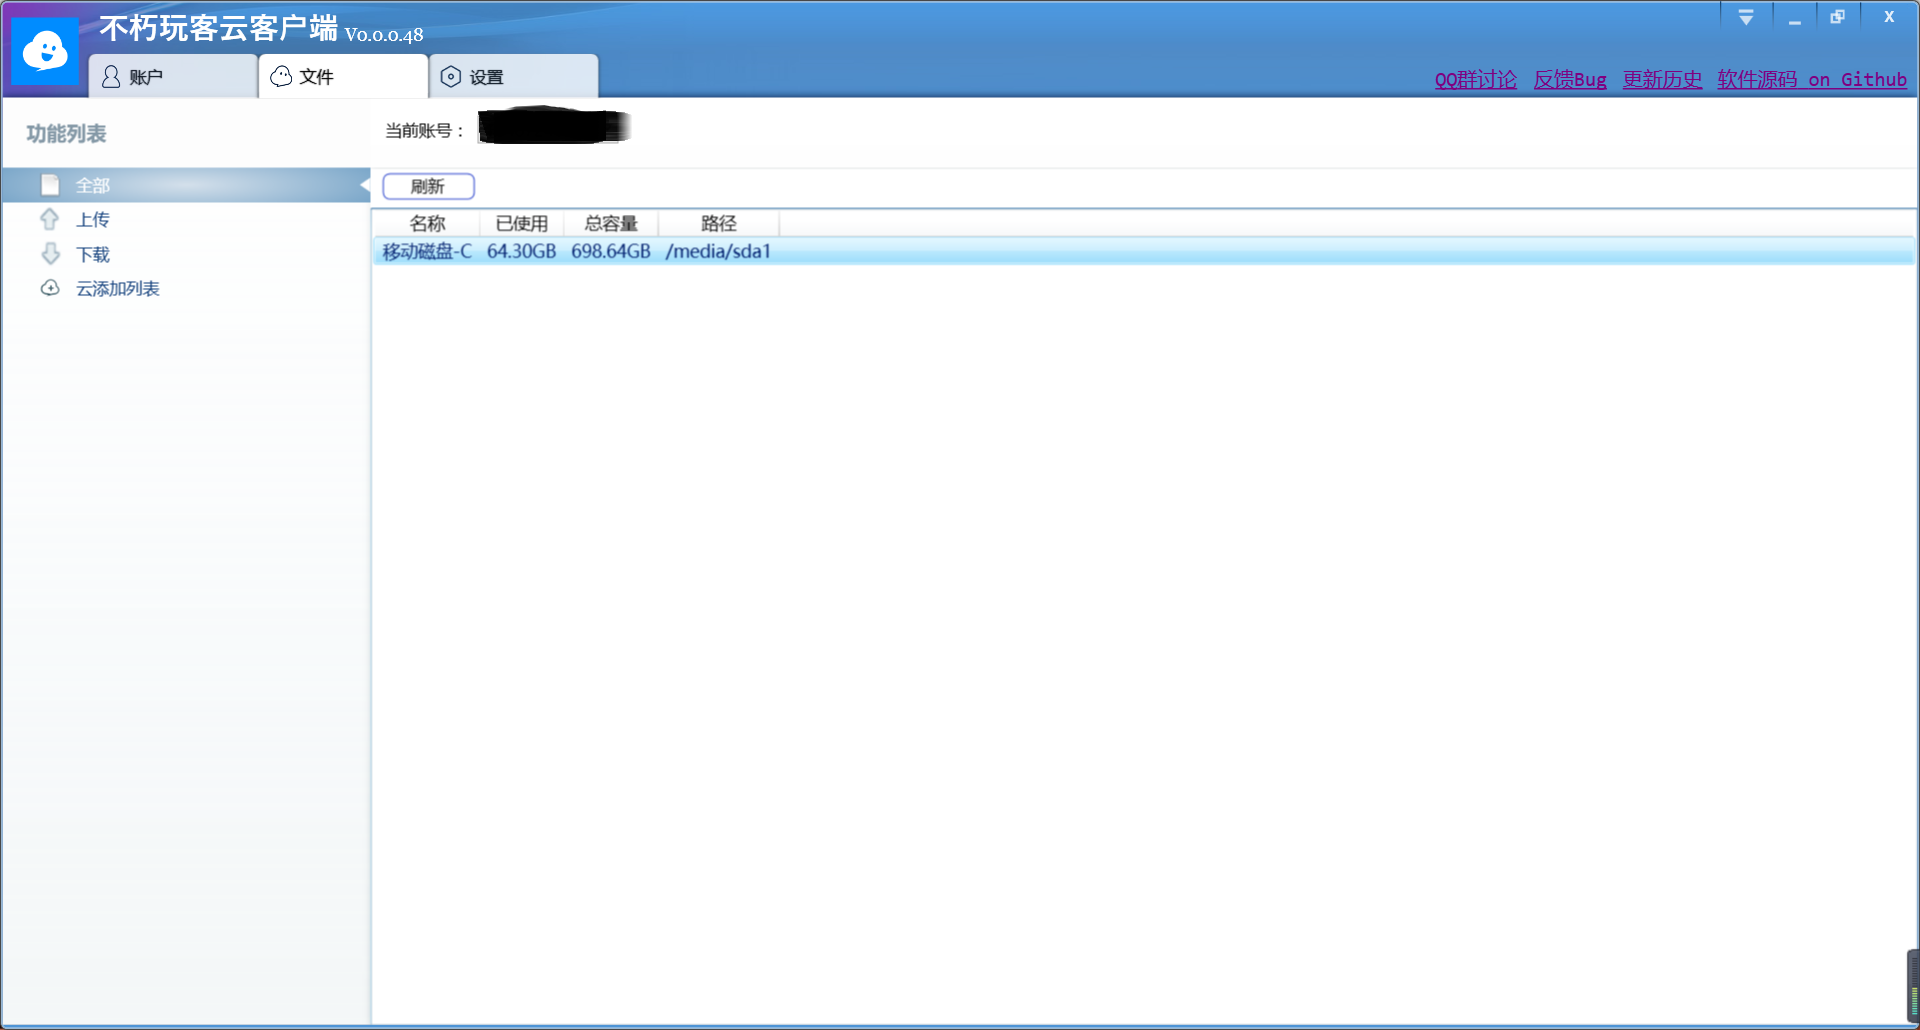 不朽玩客云客户端 V0.0.0.48
X
账户 文件 设置
QQ群讨论 反馈Bug 更新历史 软件源码 on Github
功能列表
当前账号：
全部
刷新
上传
名称 已使用 总容量 路径
移动磁盘-C 64.30GB 698.64GB /media/sda1
下载
云添加列表